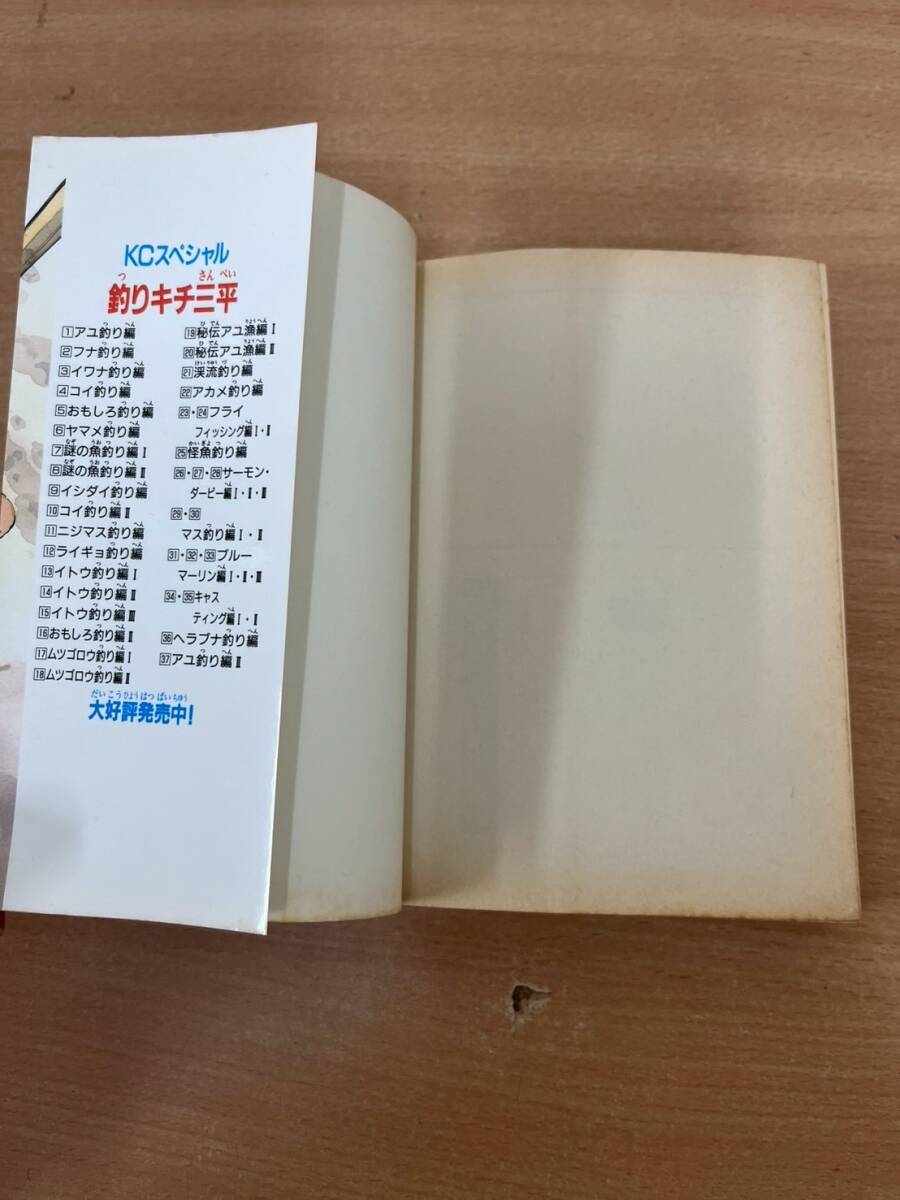 KCスペシャル
釣りキチ三平
1アユ釣り編
2フナ釣り編
3イワナ釣り編
4コイ釣り編
5おもしろ釣り編
6ヤマメ釣り編
7謎の魚釣り編Ⅰ
8謎の魚釣り編Ⅱ
9イシダイ釣り編
10コイ釣り編Ⅱ
11ニジマス釣り編
12ライギョ釣り編
13イトウ釣り編Ⅰ
14イトウ釣り編Ⅱ
15イトウ釣り編Ⅲ
16おもしろ釣り編Ⅱ
17ムツゴロウ釣り編Ⅰ
18ムツゴロウ釣り編Ⅱ
19秘伝アユ漁編Ⅰ
20秘伝アユ漁編Ⅱ
21渓流釣り編
22アカメ釣り編
23・24フライ
フィッシング編Ⅰ・Ⅱ
25怪魚釣り編
26・27・28サーモン・
ダービー編Ⅰ・Ⅱ・Ⅲ
29・30
マス釣り編Ⅰ・Ⅱ
31・32・33ブルー
マーリン編Ⅰ・Ⅱ・Ⅲ
34・35キャス
ティング編Ⅰ・Ⅱ
36ヘラブナ釣り編
37アユ釣り編Ⅱ
大好評発売中!